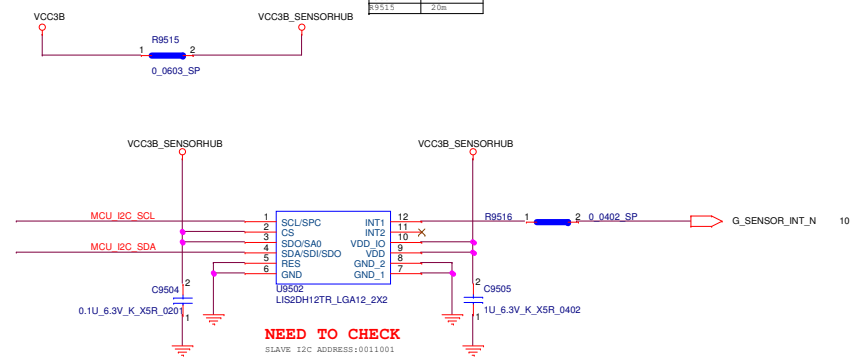 R9515 20m
VCC3B VCC3B_SENSORHUB
R9515
1 2
0_0603_SP
VCC3B_SENSORHUB VCC3B_SENSORHUB
MCU_I2C_SCL 1 SCL/SPC INT1 12 R9516 1 2 0_0402_SP G_SENSOR_INT_N 10
2 CS INT2 11
3 SDO/SA0 VDD_IO 10
MCU_I2C_SDA 4 SDA/SDI/SDO VDD 9
5 RES GND_2 8
6 GND GND_1 7
U9502
LIS2DH12TR_LGA12_2X2
2
C9504
0.1U_6.3V_K_X5R_0201
1
2
C9505
1U_6.3V_K_X5R_0402
1
NEED TO CHECK
SLAVE I2C ADDRESS:0011001